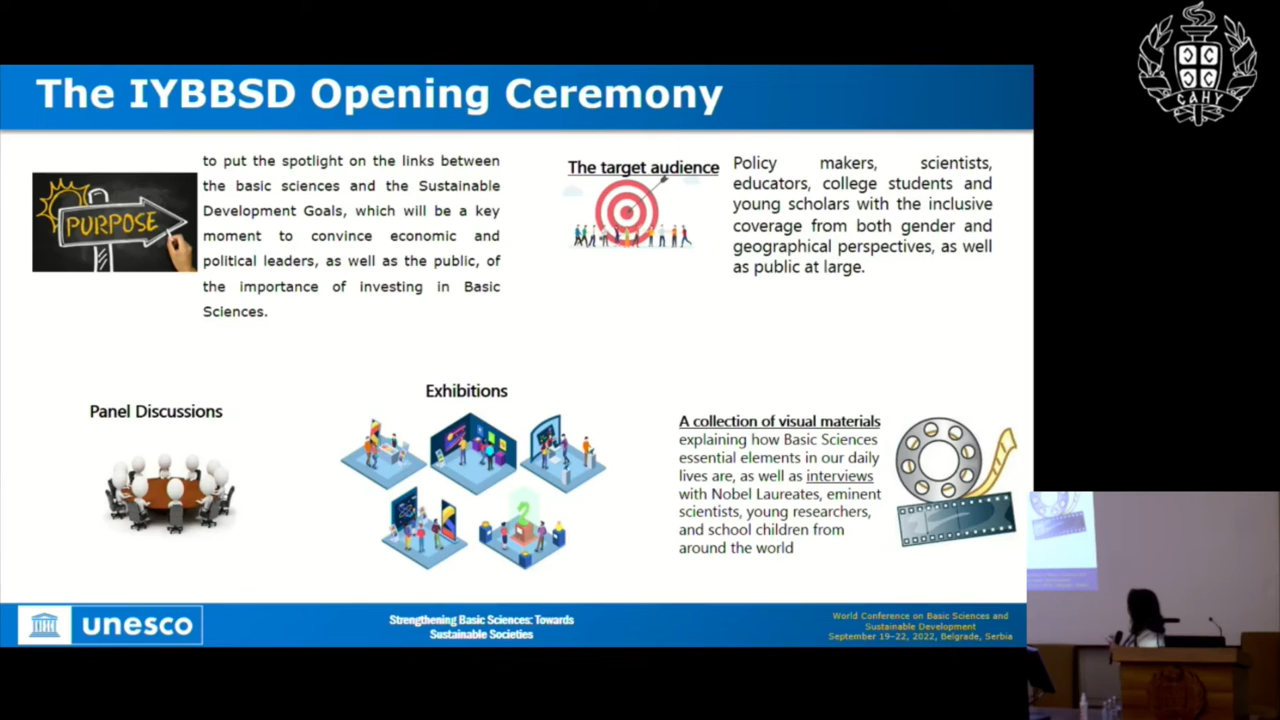 The IYBBSD Opening Ceremony
PURPOSE
to put the spotlight on the links between
the basic sciences and the Sustainable
Development Goals, which will be a key
moment to convince economic and
political leaders, as well as the public, of
the importance of investing in Basic
Sciences.
The target audience
Policy makers, scientists,
educators, college students and
young scholars with the inclusive
coverage from both gender and
geographical perspectives, as well
as public at large.
Panel Discussions
Exhibitions
A collection of visual materials
explaining how Basic Sciences
essential elements in our daily
lives are, as well as interviews
with Nobel Laureates, eminent
scientists, young researchers,
and school children from
around the world
unesco
Strengthening Basic Sciences: Towards
Sustainable Societies
World Conference on Basic Sciences and
Sustainable Development
September 19–22, 2022, Belgrade, Serbia
САНУ